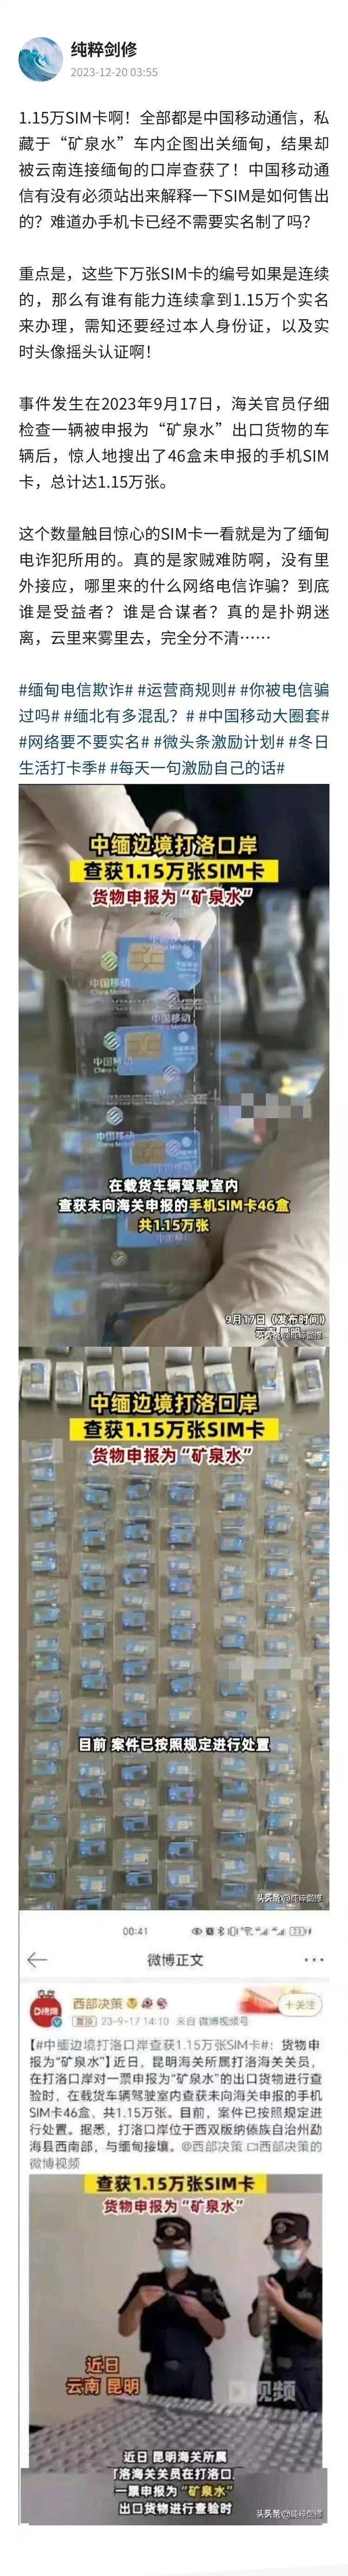 纯粹剑修
2023-12-20 03:55
1.15万SIM卡啊！全部都是中国移动通信，私
藏于“矿泉水”车内企图出关缅甸，结果却
被云南连接缅甸的口岸查获了！中国移动通
信有没有必须站出来解释一下SIM是如何售出
的？难道办手机卡已经不需要实名制了吗？
重点是，这些下万张SIM卡的编号如果是连续
的，那么有谁有能力连续拿到1.15万个实名
来办理，需知还要经过本人身份证，以及实
时头像摇头认证啊！
事件发生在2023年9月17日，海关官员仔细
检查一辆被申报为“矿泉水”出口货物的车
辆后，惊人地搜出了46盒未申报的手机SIM
卡，总计达1.15万张。
这个数量触目惊心的SIM卡一看就是为了缅甸
电诈犯所用的。真的是家贼难防啊，没有里
外接应，哪里来的什么网络电信诈骗？到底
谁是受益者？谁是合谋者？真的是扑朔迷
离，云里来雾里去，完全分不清……
#缅甸电信欺诈# #运营商规则# #你被电信骗
过吗# #缅北有多混乱？# #中国移动大圈套#
#网络要不要实名# #微头条激励计划# #冬日
生活打卡季# #每天一句激励自己的话#
中缅边境打洛口岸
查获1.15万张SIM卡
货物申报为“矿泉水”
中国移动
China Mobile
中国移动
中国移动
China Mobile
中国移动
在载货车辆驾驶室内
查获未向海关申报的手机SIM卡46盒
共1.15万张
9月17日（发布时间）
头条 @纯粹剑修
中缅边境打洛口岸
查获1.15万张SIM卡
货物申报为“矿泉水”
目前 案件已按照规定进行处置
头条 @纯粹剑修
00:41
微博正文
西部决策
+关注
置顶 23-9-17 14:10 来自 微博视频号
【#中缅边境打洛口岸查获1.15万张SIM卡#：货物申
报为“矿泉水”】近日，昆明海关所属打洛海关关员，
在打洛口岸对一票申报为“矿泉水”的出口货物进行查
验时，在载货车辆驾驶室内查获未向海关申报的手机
SIM卡46盒、共1.15万张。目前，案件已按照规定进
行处置。据悉，打洛口岸位于西双版纳傣族自治州勐
海县西南部，与缅甸接壤。@西部决策 西部决策的
微博视频
查获1.15万张SIM卡
货物申报为“矿泉水”
近日
云南 昆明
视频
近日 昆明海关所属
洛海关关员在打洛口
一票申报为“矿泉水”
出口货物进行查验时
头条 @纯粹剑修